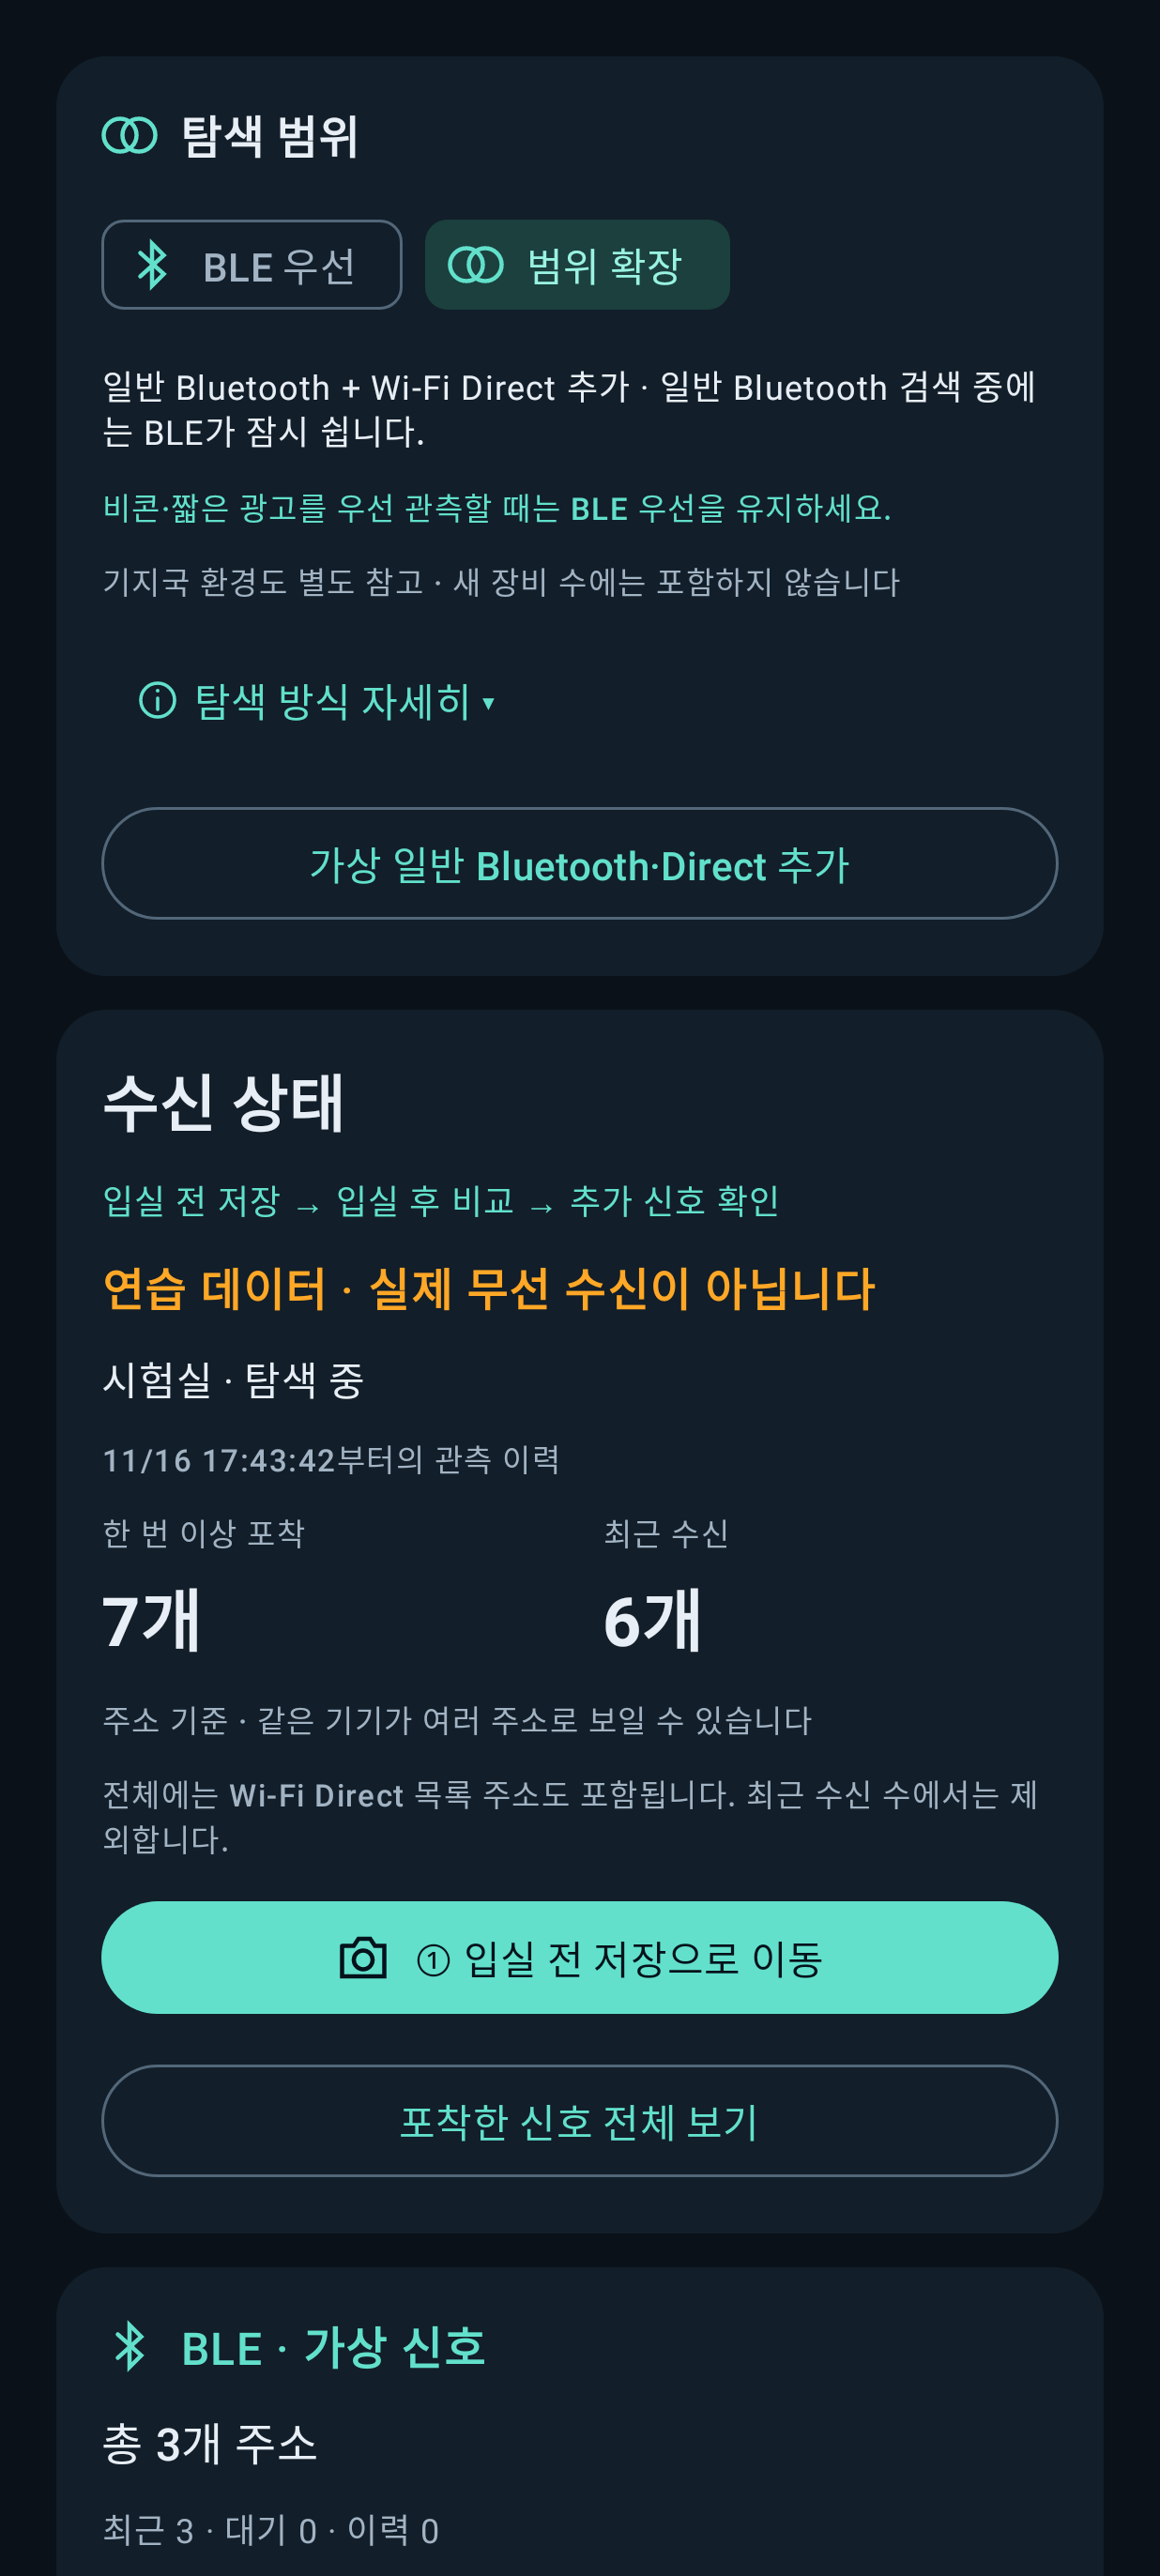 탐색 범위
BLE 우선
범위 확장
일반 Bluetooth + Wi-Fi Direct 추가 · 일반 Bluetooth 검색 중에
는 BLE가 잠시 쉽니다.
비콘·짧은 광고를 우선 관측할 때는 BLE 우선을 유지하세요.
기지국 환경도 별도 참고 · 새 장비 수에는 포함하지 않습니다
탐색 방식 자세히 ▾
가상 일반 Bluetooth·Direct 추가
수신 상태
입실 전 저장 → 입실 후 비교 → 추가 신호 확인
연습 데이터 · 실제 무선 수신이 아닙니다
시험실 · 탐색 중
11/16 17:43:42부터의 관측 이력
한 번 이상 포착
최근 수신
7개
6개
주소 기준 · 같은 기기가 여러 주소로 보일 수 있습니다
전체에는 Wi-Fi Direct 목록 주소도 포함됩니다. 최근 수신 수에서는 제
외합니다.
① 입실 전 저장으로 이동
포착한 신호 전체 보기
BLE · 가상 신호
총 3개 주소
최근 3 · 대기 0 · 이력 0